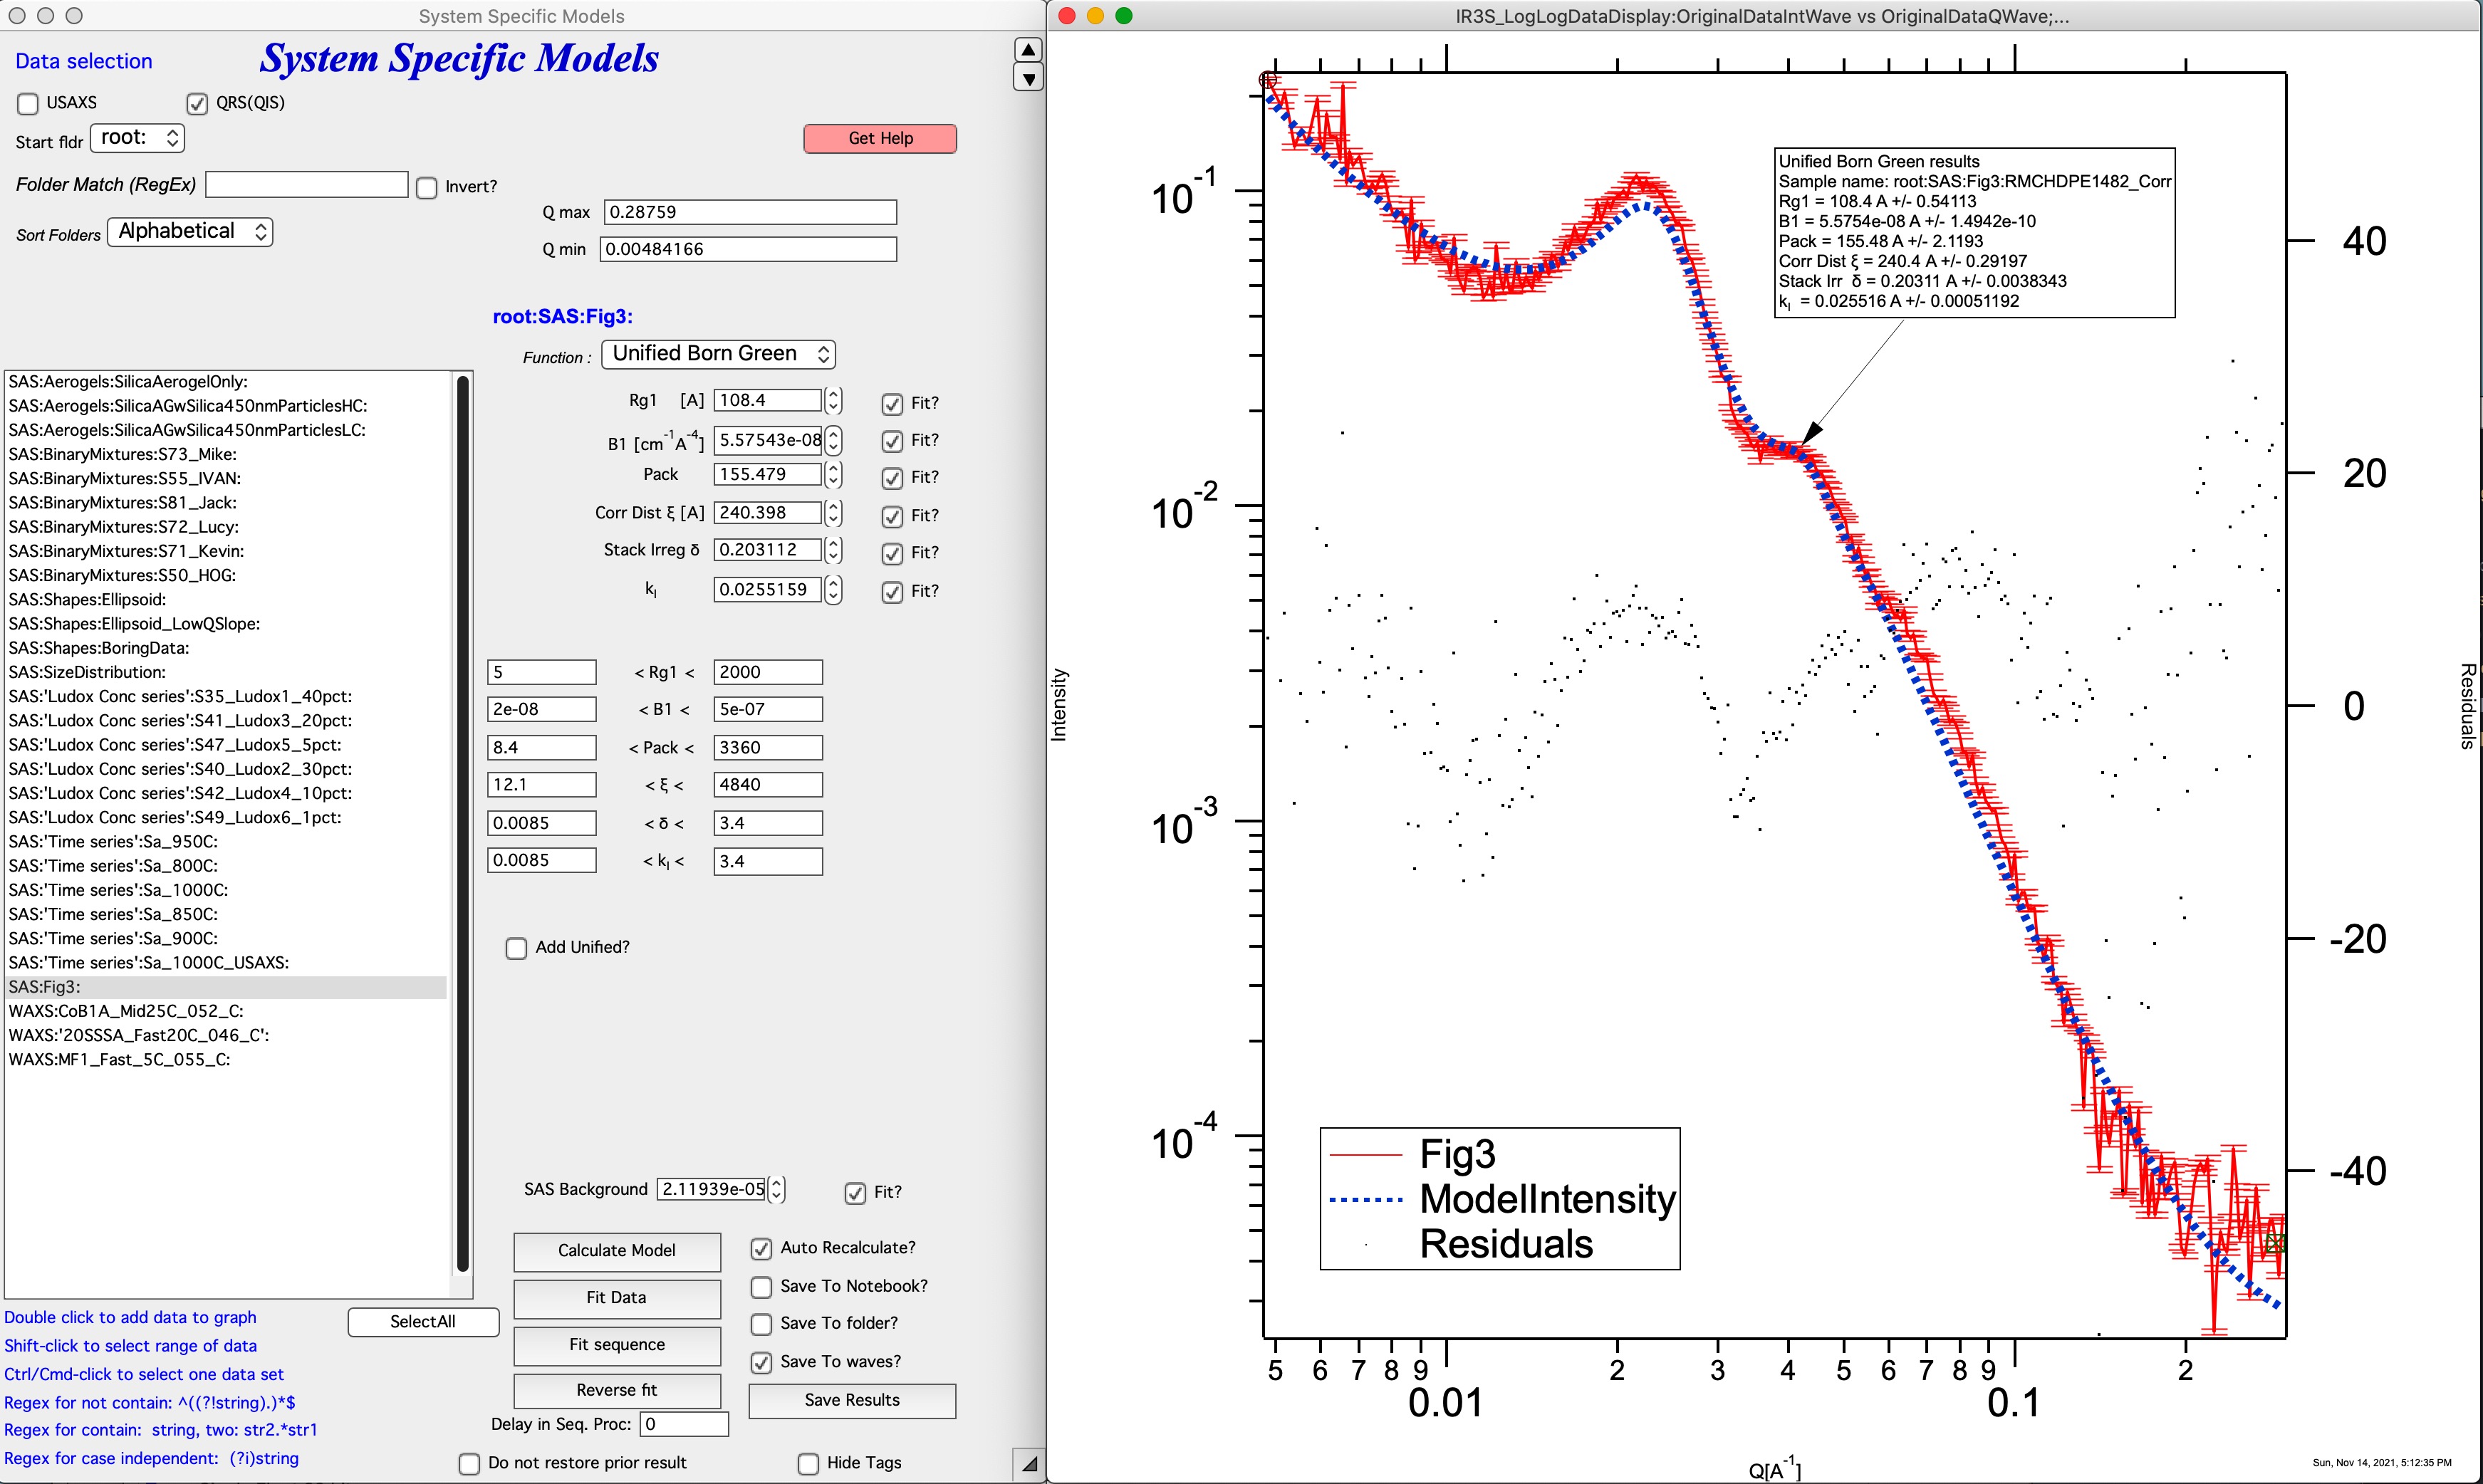 System Specific Models
Data selection
System Specific Models
USAXS
QRS(QIS)
Start fldr
root:
Get Help
Folder Match (RegEx)
Invert?
Sort Folders
Alphabetical
Q max
0.28759
Q min
0.00484166
root:SAS:Fig3:
Function :
Unified Born Green
Rg1 [A]
108.4
Fit?
B1 [cm-1A-4]
5.57543e-08
Fit?
Pack
155.479
Fit?
Corr Dist ξ [A]
240.398
Fit?
Stack Irreg δ
0.203112
Fit?
kI
0.0255159
Fit?
5 < Rg1 < 2000
2e-08 < B1 < 5e-07
8.4 < Pack < 3360
12.1 < ξ < 4840
0.0085 < δ < 3.4
0.0085 < kI < 3.4
Add Unified?
SAS:Aerogels:SilicaAerogelOnly:
SAS:Aerogels:SilicaAGwSilica450nmParticlesHC:
SAS:Aerogels:SilicaAGwSilica450nmParticlesLC:
SAS:BinaryMixtures:S73_Mike:
SAS:BinaryMixtures:S55_IVAN:
SAS:BinaryMixtures:S81_Jack:
SAS:BinaryMixtures:S72_Lucy:
SAS:BinaryMixtures:S71_Kevin:
SAS:BinaryMixtures:S50_HOG:
SAS:Shapes:Ellipsoid:
SAS:Shapes:Ellipsoid_LowQSlope:
SAS:Shapes:BoringData:
SAS:SizeDistribution:
SAS:'Ludox Conc series':S35_Ludox1_40pct:
SAS:'Ludox Conc series':S41_Ludox3_20pct:
SAS:'Ludox Conc series':S47_Ludox5_5pct:
SAS:'Ludox Conc series':S40_Ludox2_30pct:
SAS:'Ludox Conc series':S42_Ludox4_10pct:
SAS:'Ludox Conc series':S49_Ludox6_1pct:
SAS:'Time series':Sa_950C:
SAS:'Time series':Sa_800C:
SAS:'Time series':Sa_1000C:
SAS:'Time series':Sa_850C:
SAS:'Time series':Sa_900C:
SAS:'Time series':Sa_1000C_USAXS:
SAS:Fig3:
WAXS:CoB1A_Mid25C_052_C:
WAXS:'20SSSA_Fast20C_046_C':
WAXS:MF1_Fast_5C_055_C:
SAS Background
2.11939e-05
Fit?
Calculate Model
Auto Recalculate?
Fit Data
Save To Notebook?
Fit sequence
Save To folder?
Reverse fit
Save To waves?
Save Results
Delay in Seq. Proc: 0
Do not restore prior result
Hide Tags
Double click to add data to graph
SelectAll
Shift-click to select range of data
Ctrl/Cmd-click to select one data set
Regex for not contain: ^((?!string).)*$
Regex for contain: string, two: str2.*str1
Regex for case independent: (?i)string
IR3S_LogLogDataDisplay:OriginalDataIntWave vs OriginalDataQWave;...
Unified Born Green results
Sample name: root:SAS:Fig3:RMCHDPE1482_Corr
Rg1 = 108.4 A +/- 0.54113
B1 = 5.5754e-08 A +/- 1.4942e-10
Pack = 155.48 A +/- 2.1193
Corr Dist ξ = 240.4 A +/- 0.29197
Stack Irr δ = 0.20311 A +/- 0.0038343
kI = 0.025516 A +/- 0.00051192
10-1
10-2
10-3
10-4
Intensity
40
20
0
-20
-40
Residuals
Fig3
ModelIntensity
Residuals
5 6 7 8 9 2 3 4 5 6 7 8 9 2
0.01 0.1
Q[A-1]
Sun, Nov 14, 2021, 5:12:35 PM